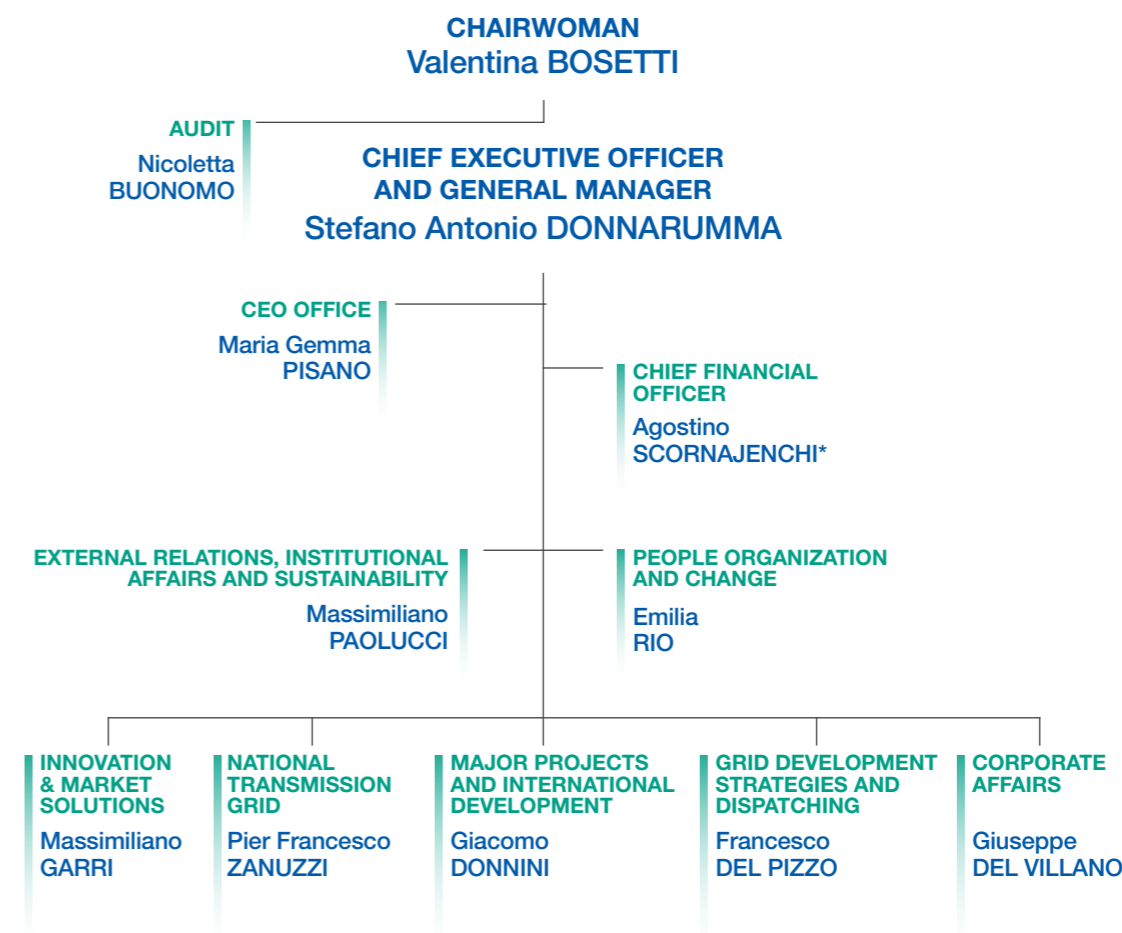 CHAIRWOMAN
Valentina BOSETTI
AUDIT
Nicoletta
BUONOMO
CHIEF EXECUTIVE OFFICER
AND GENERAL MANAGER
Stefano Antonio DONNARUMMA
CEO OFFICE
Maria Gemma
PISANO
CHIEF FINANCIAL
OFFICER
Agostino
SCORNAJENCHI*
EXTERNAL RELATIONS, INSTITUTIONAL
AFFAIRS AND SUSTAINABILITY
Massimiliano
PAOLUCCI
PEOPLE ORGANIZATION
AND CHANGE
Emilia
RIO
INNOVATION
& MARKET
SOLUTIONS
Massimiliano
GARRI
NATIONAL
TRANSMISSION
GRID
Pier Francesco
ZANUZZI
MAJOR PROJECTS
AND INTERNATIONAL
DEVELOPMENT
Giacomo
DONNINI
GRID DEVELOPMENT
STRATEGIES AND
DISPATCHING
Francesco
DEL PIZZO
CORPORATE
AFFAIRS
Giuseppe
DEL VILLANO